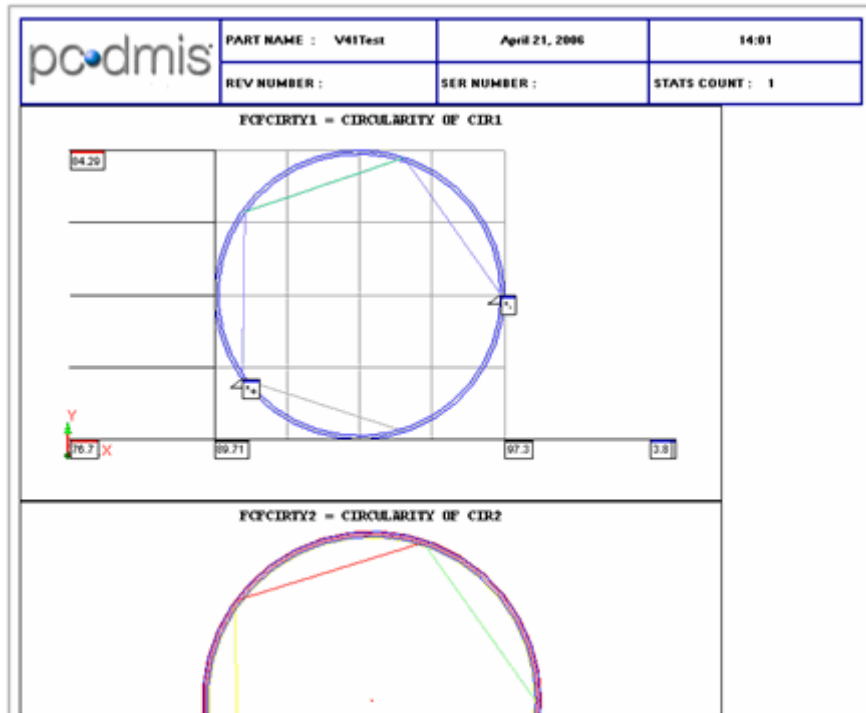 pc dmis
PART NAME : V41Test
April 21, 2006
14:01
REV NUMBER :
SER NUMBER :
STATS COUNT : 1
FCFCIRTY1 = CIRCULARITY OF CIR1
84.29
Y
76.7
X
89.71
97.3
3.8
FCFCIRTY2 = CIRCULARITY OF CIR2